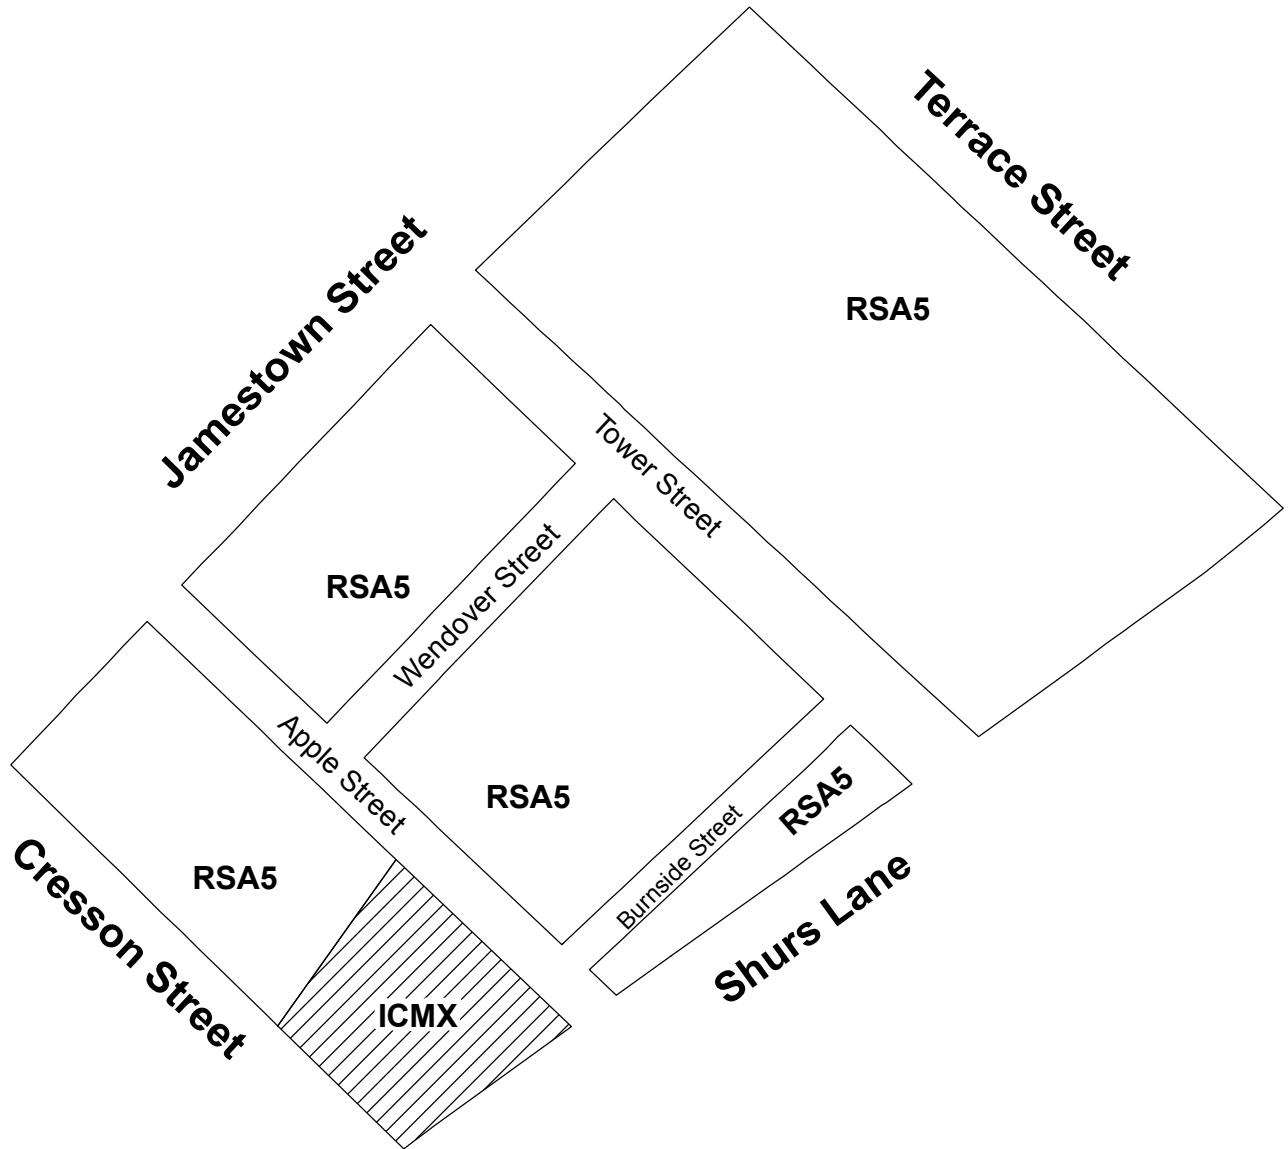 Terrace Street
RSA5
Jamestown Street
Tower Street
RSA5
Wendover Street
Apple Street
RSA5
RSA5
Burnside Street
RSA5
Cresson Street
Shurs Lane
ICMX